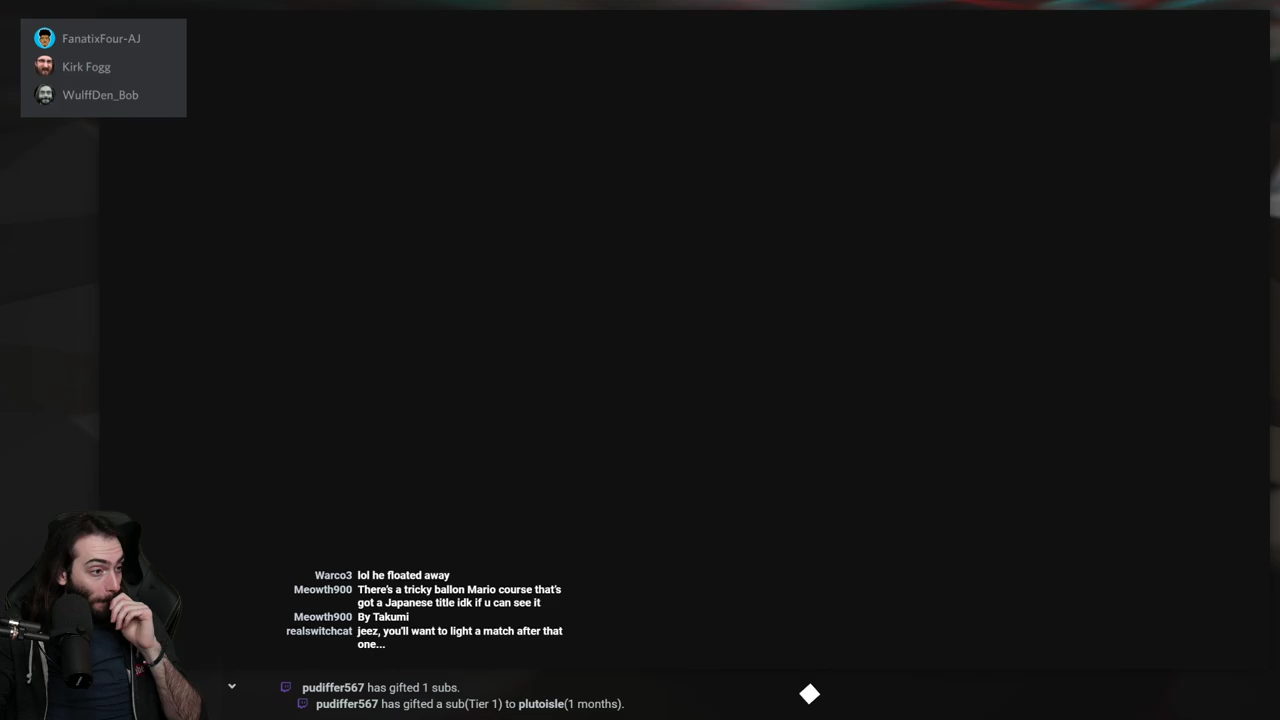 FanatixFour-AJ
Kirk Fogg
WulffDen_Bob
Warco3 lol he floated away
Meowth900 There's a tricky ballon Mario course that's
got a Japanese title idk if u can see it
Meowth900 By Takumi
realswitchcat jeez, you'll want to light a match after that
one...
pudiffer567 has gifted 1 subs.
pudiffer567 has gifted a sub(Tier 1) to plutoisle(1 months).